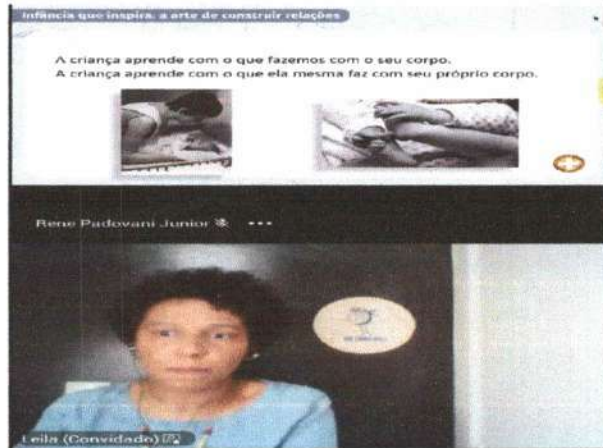 Infância que inspira, a arte de construir relações
A criança aprende com o que fazemos com o seu corpo.
A criança aprende com o que ela mesma faz com seu próprio corpo.
Rene Padovani Junior
Leila (Convidado)